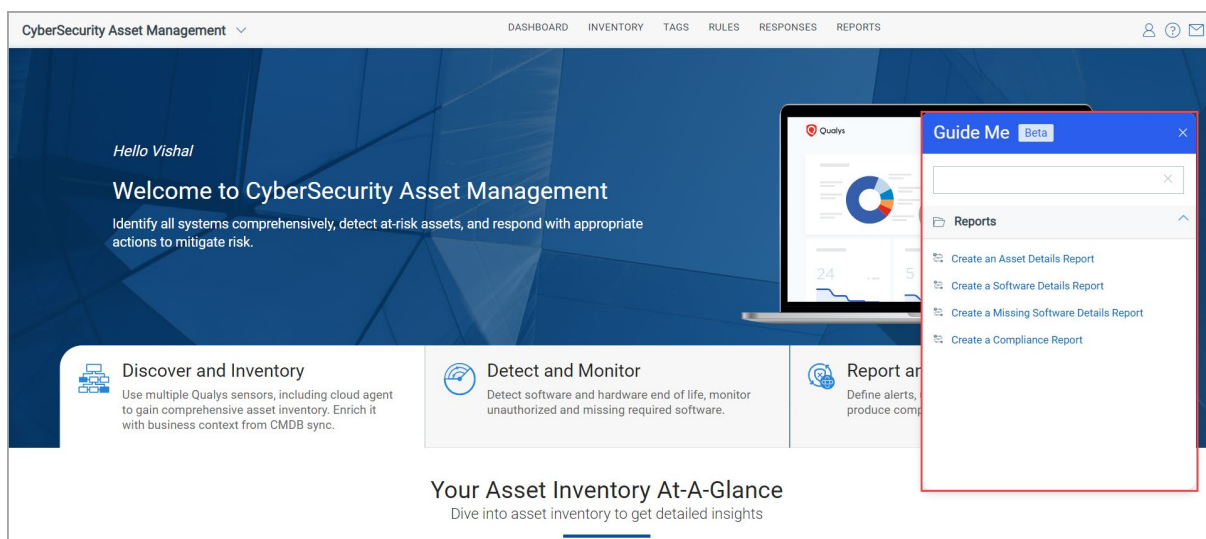 CyberSecurity Asset Management
DASHBOARD INVENTORY TAGS RULES RESPONSES REPORTS
Hello Vishal
Welcome to CyberSecurity Asset Management
Identify all systems comprehensively, detect at-risk assets, and respond with appropriate
actions to mitigate risk.
Qualys
24
5
Guide Me Beta
Reports
Create an Asset Details Report
Create a Software Details Report
Create a Missing Software Details Report
Create a Compliance Report
Discover and Inventory
Use multiple Qualys sensors, including cloud agent
to gain comprehensive asset inventory. Enrich it
with business context from CMDB sync.
Detect and Monitor
Detect software and hardware end of life, monitor
unauthorized and missing required software.
Report
Define alerts,
produce
Your Asset Inventory At-A-Glance
Dive into asset inventory to get detailed insights